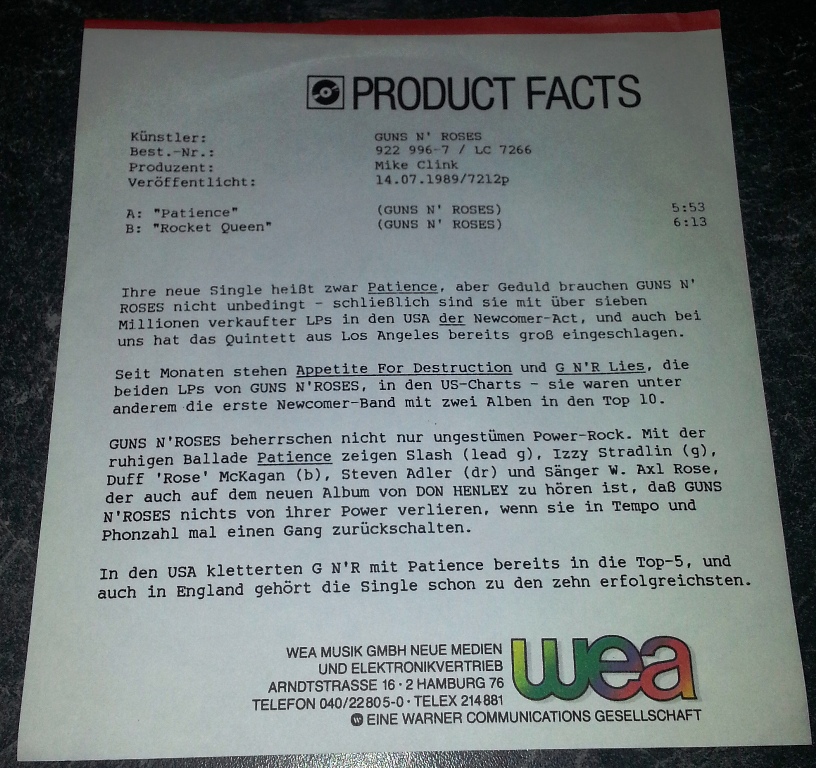 PRODUCT FACTS
Künstler: GUNS N' ROSES
Best.-Nr.: 922 996-7 / LC 7266
Produzent: Mike Clink
Veröffentlicht: 14.07.1989/7212p
A: "Patience" (GUNS N' ROSES) 5:53
B: "Rocket Queen" (GUNS N' ROSES) 6:13
Ihre neue Single heißt zwar Patience, aber Geduld brauchen GUNS N'
ROSES nicht unbedingt - schließlich sind sie mit über sieben
Millionen verkaufter LPs in den USA der Newcomer-Act, und auch bei
uns hat das Quintett aus Los Angeles bereits groß eingeschlagen.
Seit Monaten stehen Appetite For Destruction und G N'R Lies, die
beiden LPs von GUNS N'ROSES, in den US-Charts - sie waren unter
anderem die erste Newcomer-Band mit zwei Alben in den Top 10.
GUNS N'ROSES beherrschen nicht nur ungestümen Power-Rock. Mit der
ruhigen Ballade Patience zeigen Slash (lead g), Izzy Stradlin (g),
Duff 'Rose' McKagan (b), Steven Adler (dr) und Sänger W. Axl Rose,
der auch auf dem neuen Album von DON HENLEY zu hören ist, daß GUNS
N'ROSES nichts von ihrer Power verlieren, wenn sie in Tempo und
Phonzahl mal einen Gang zurückschalten.
In den USA kletterten G N'R mit Patience bereits in die Top-5, und
auch in England gehört die Single schon zu den zehn erfolgreichsten.
WEA MUSIK GMBH NEUE MEDIEN
UND ELEKTRONIKVERTRIEB
ARNDTSTRASSE 16 · 2 HAMBURG 76
TELEFON 040/22805-0 · TELEX 214881
EINE WARNER COMMUNICATIONS GESELLSCHAFT
wea